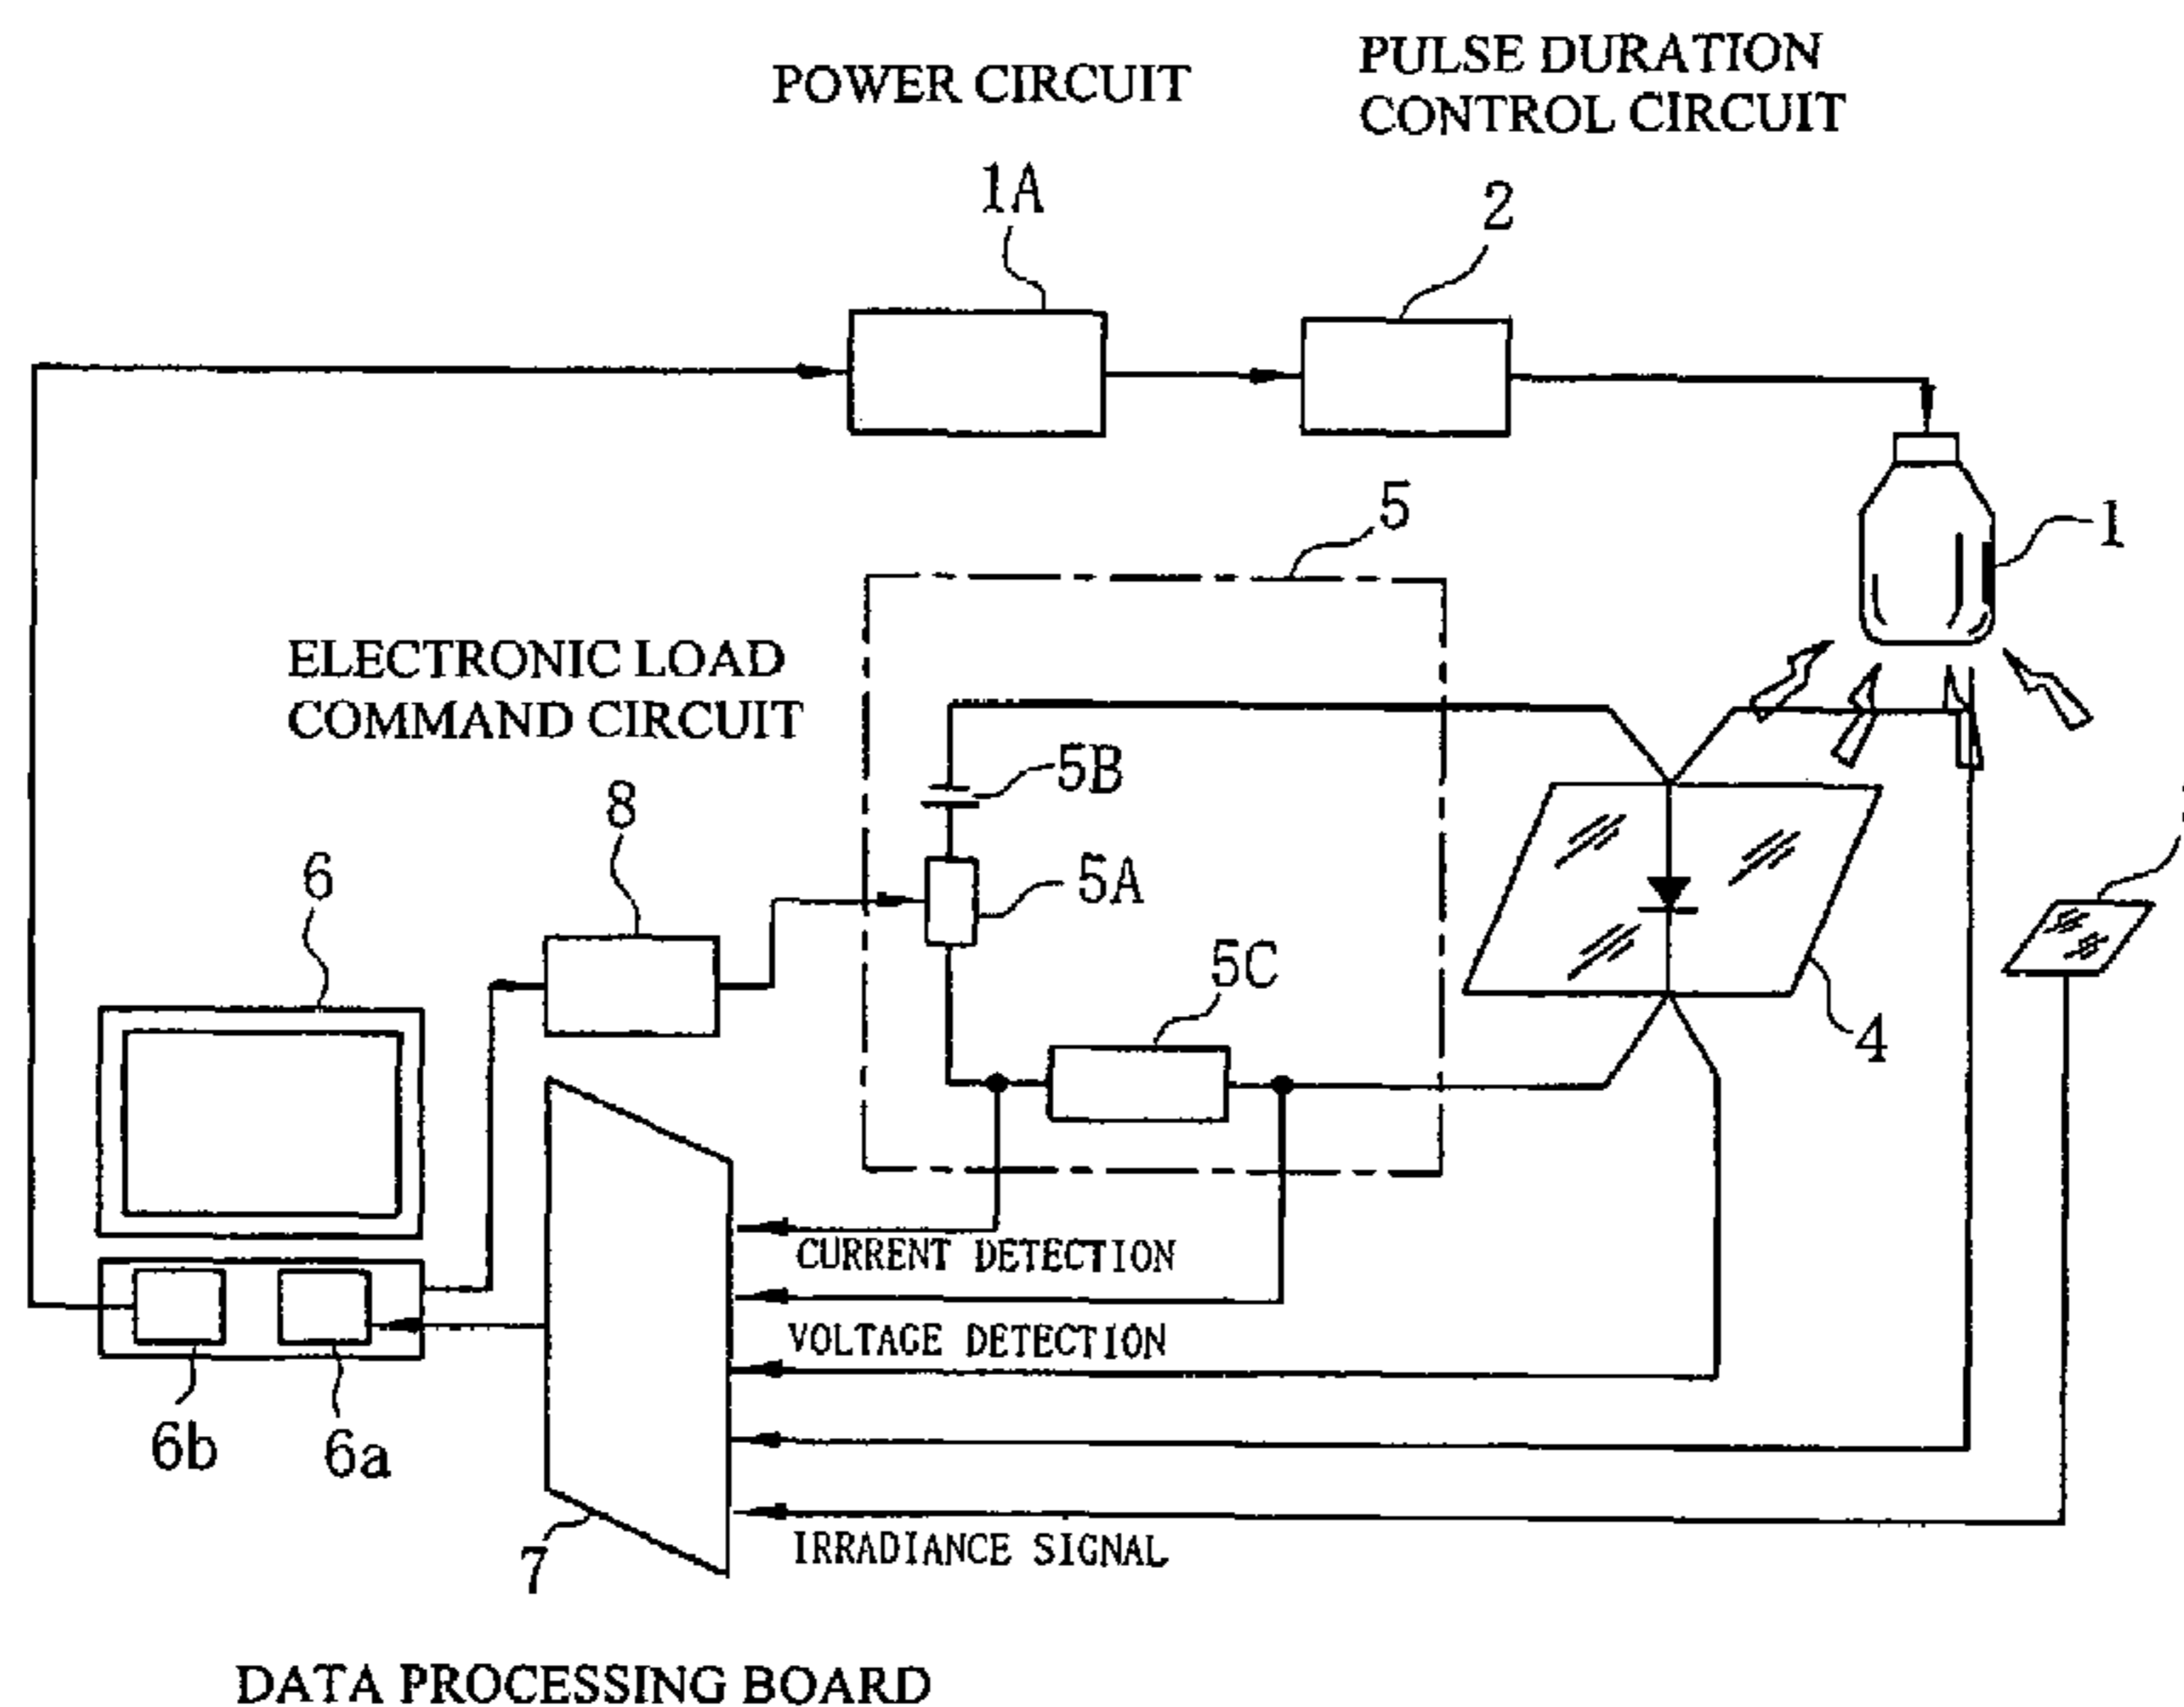 POWER CIRCUIT
PULSE DURATION
CONTROL CIRCUIT
1A
2
5
1
ELECTRONIC LOAD
COMMAND CIRCUIT
5B
8
5A
6
5C
4
CURRENT DETECTION
VOLTAGE DETECTION
6b
6a
7
IRRADIANCE SIGNAL
DATA PROCESSING BOARD